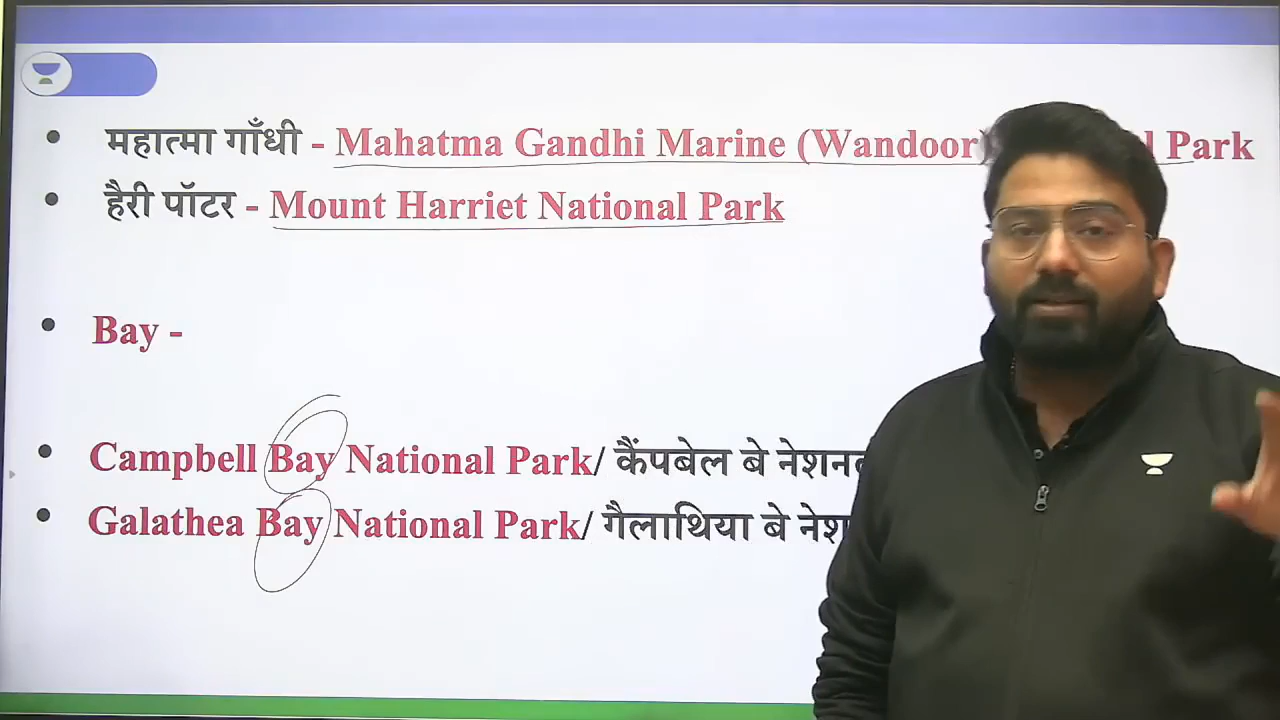 महात्मा गाँधी - Mahatma Gandhi Marine (Wandoor) Park
हैरी पॉटर - Mount Harriet National Park
Bay -
Campbell Bay National Park/ कैंपबेल बे
Galathea Bay National Park/ गैलाथिया बे